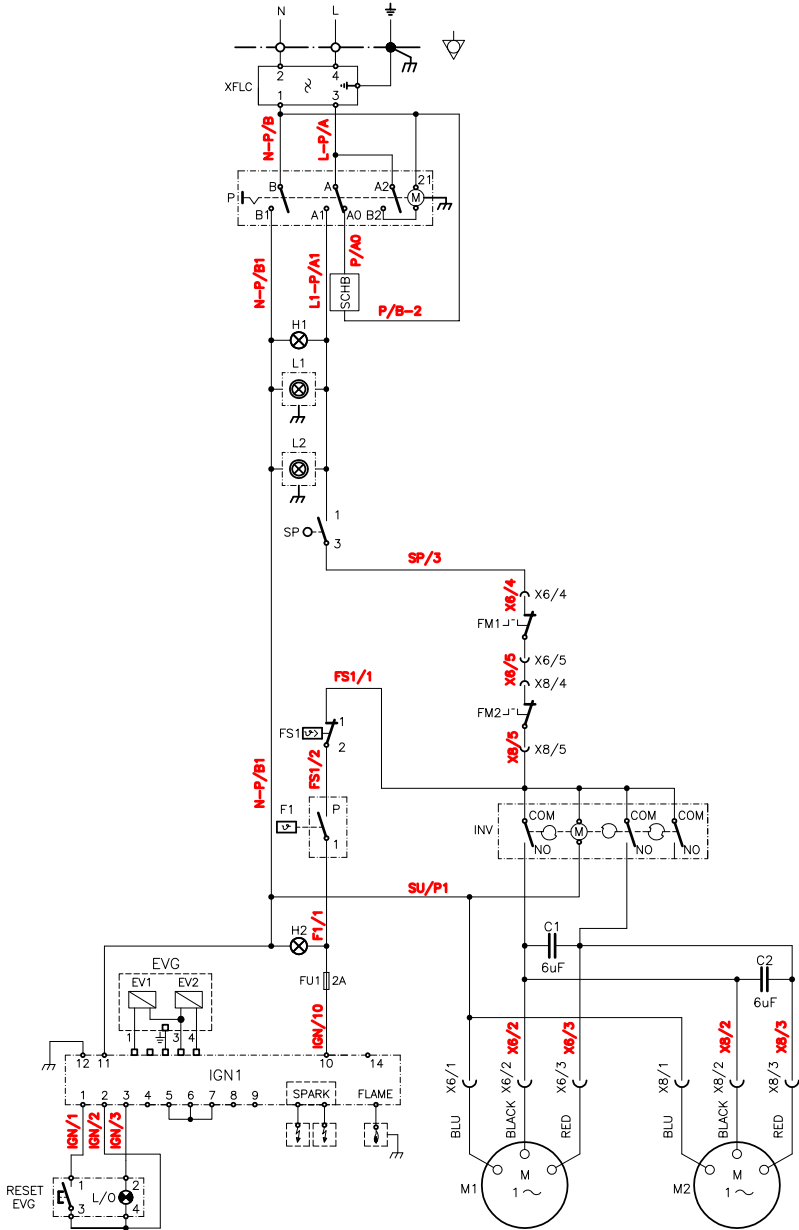 N
L
2
4
XFLC
1
3
N-P/B
L-P/A
B
A
A2
21
P
M
B1
A1
A0
B2
P/A0
N-P/B1
L1-P/A1
SCHB
P/B-2
H1
L1
L2
1
SP
3
SP/3
X6/4
X6/4
FM1
X6/5
X6/5
X8/4
FS1/1
FM2
1
FS1
2
X8/5
X8/5
FS1/2
N-P/B1
F1
P
1
COM
COM
COM
INV
M
NO
NO
NO
SU/P1
F1/1
C1
6uF
H2
C2
6uF
EVG
EV1
EV2
FU1
2A
1
3
4
IGN/10
X6/2
X6/3
X8/2
X8/3
12
11
10
14
IGN1
X6/1
X6/2
X6/3
X8/1
X8/2
X8/3
1
2
3
4
5
6
7
8
9
SPARK
FLAME
IGN/1
IGN/2
IGN/3
BLU
BLACK
RED
BLU
BLACK
RED
RESET
EVG
1
2
L/O
3
4
M1
M
1~
M2
M
1~